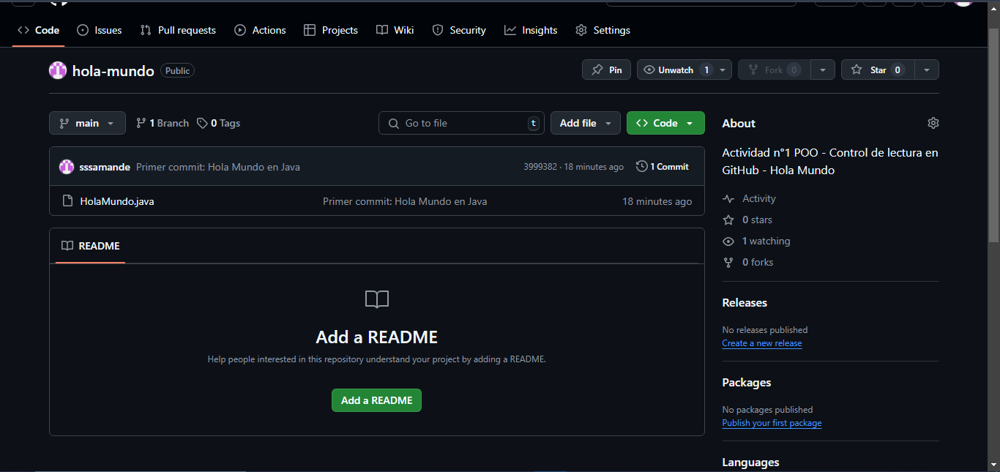 Code Issues Pull requests Actions Projects Wiki Security Insights Settings
hola-mundo Public Pin Unwatch 1 Fork 0 Star 0
main 1 Branch 0 Tags Go to file t Add file Code
sssamande Primer commit: Hola Mundo en Java 3999382 · 18 minutes ago 1 Commit
HolaMundo.java Primer commit: Hola Mundo en Java 18 minutes ago
README
Add a README
Help people interested in this repository understand your project by adding a README.
Add a README
About
Actividad n°1 POO - Control de lectura en
GitHub - Hola Mundo
Activity
0 stars
1 watching
0 forks
Releases
No releases published
Create a new release
Packages
No packages published
Publish your first package
Languages